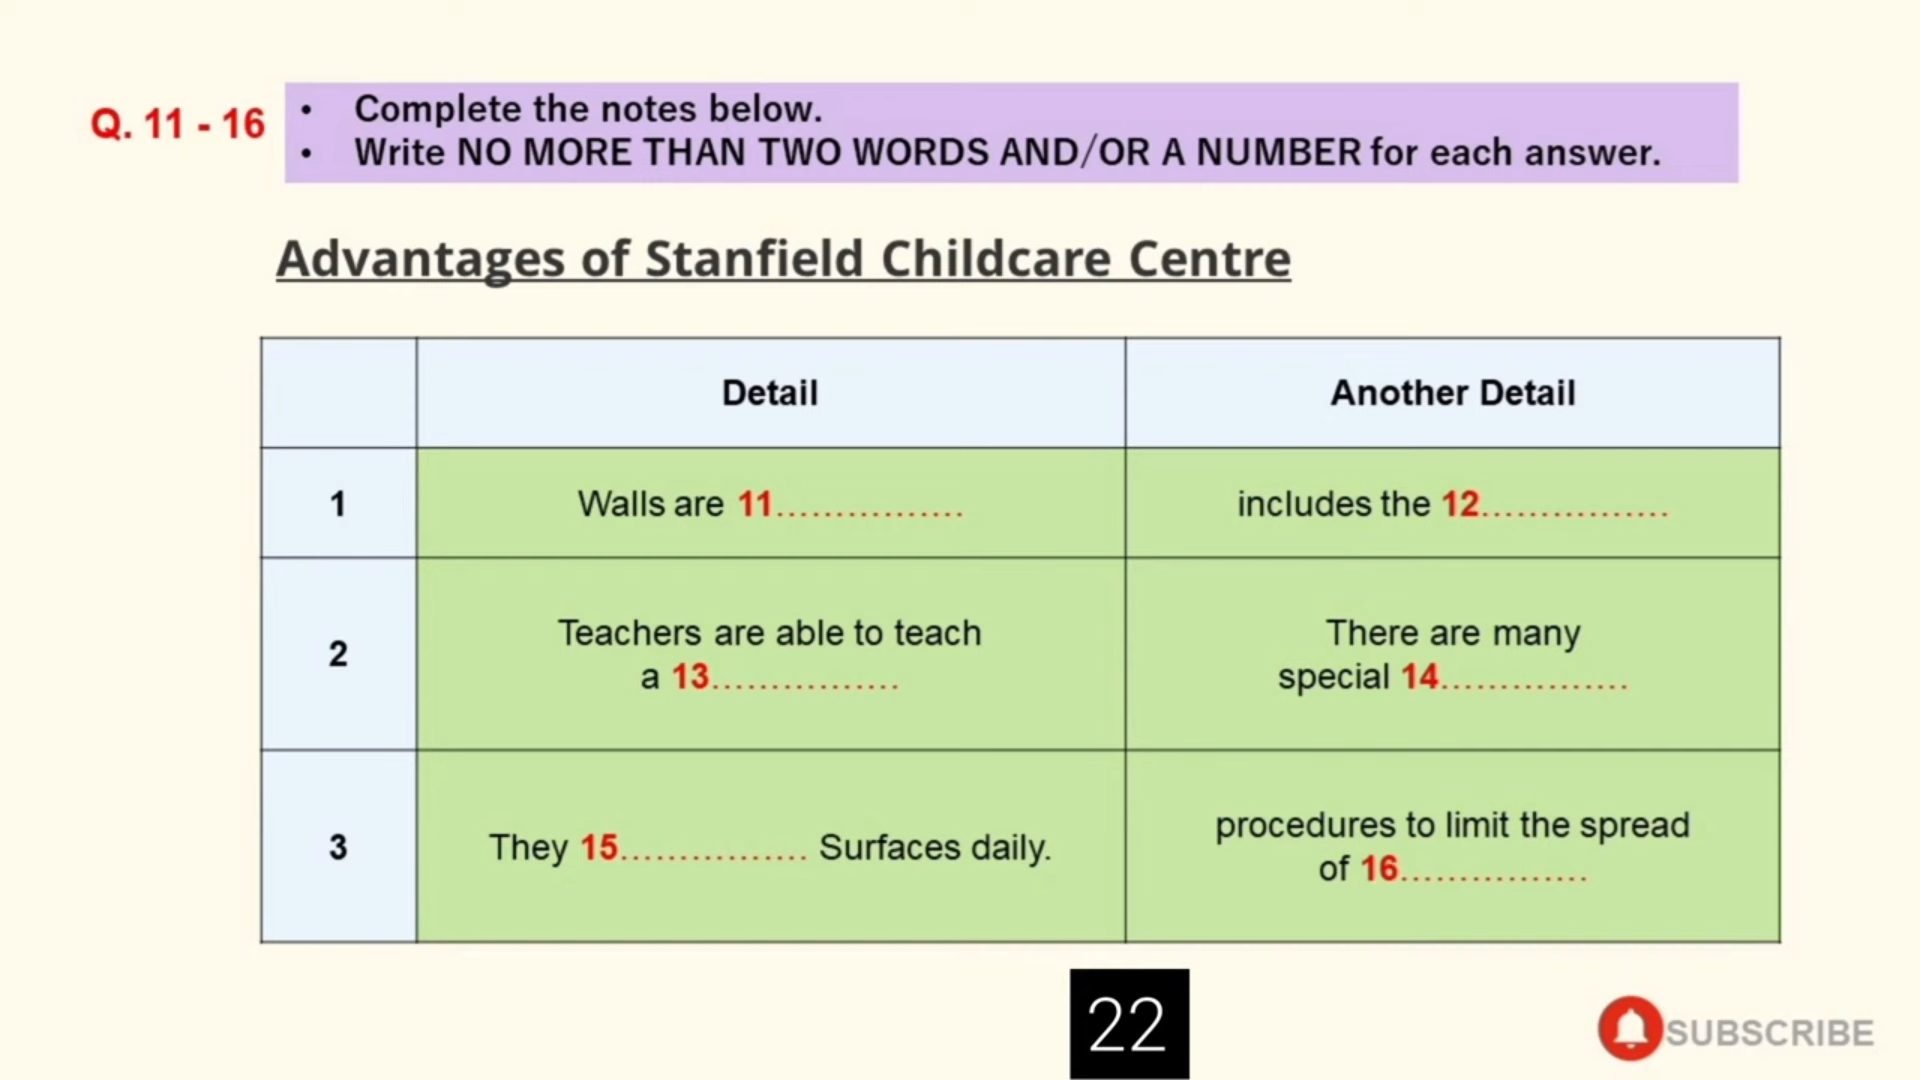 Q. 11 - 16
• Complete the notes below.
• Write NO MORE THAN TWO WORDS AND/OR A NUMBER for each answer.
Advantages of Stanfield Childcare Centre
Detail
Another Detail
1
Walls are 11................
includes the 12................
2
Teachers are able to teach
a 13................
There are many
special 14................
3
They 15................ Surfaces daily.
procedures to limit the spread
of 16................
22
SUBSCRIBE